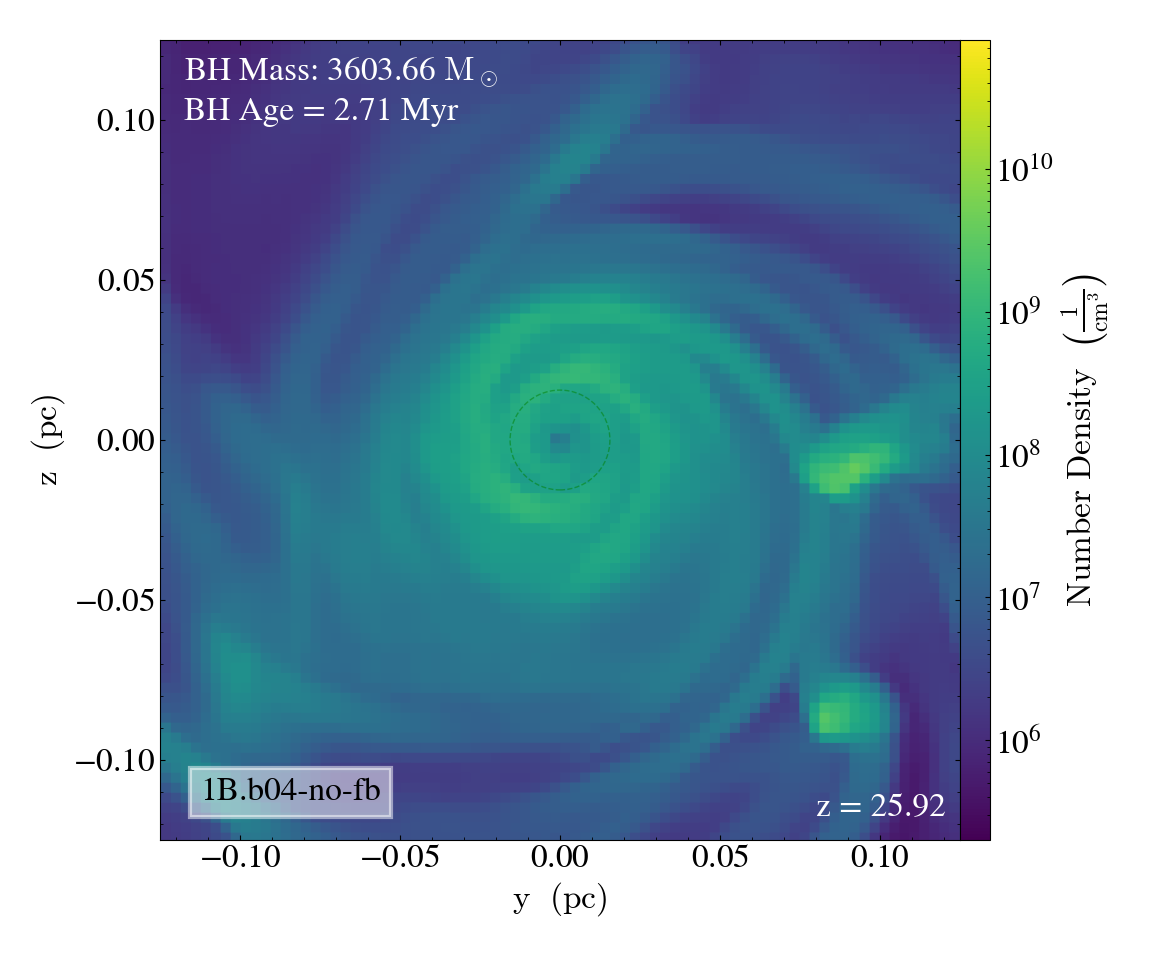 BH Mass: 3603.66 M⊙
BH Age = 2.71 Myr
0.10
0.05
0.00
−0.05
−0.10
z (pc)
1B.b04-no-fb
z = 25.92
−0.10 −0.05 0.00 0.05 0.10
y (pc)
10¹⁰
10⁹
10⁸
10⁷
10⁶
Number Density (1/cm³)